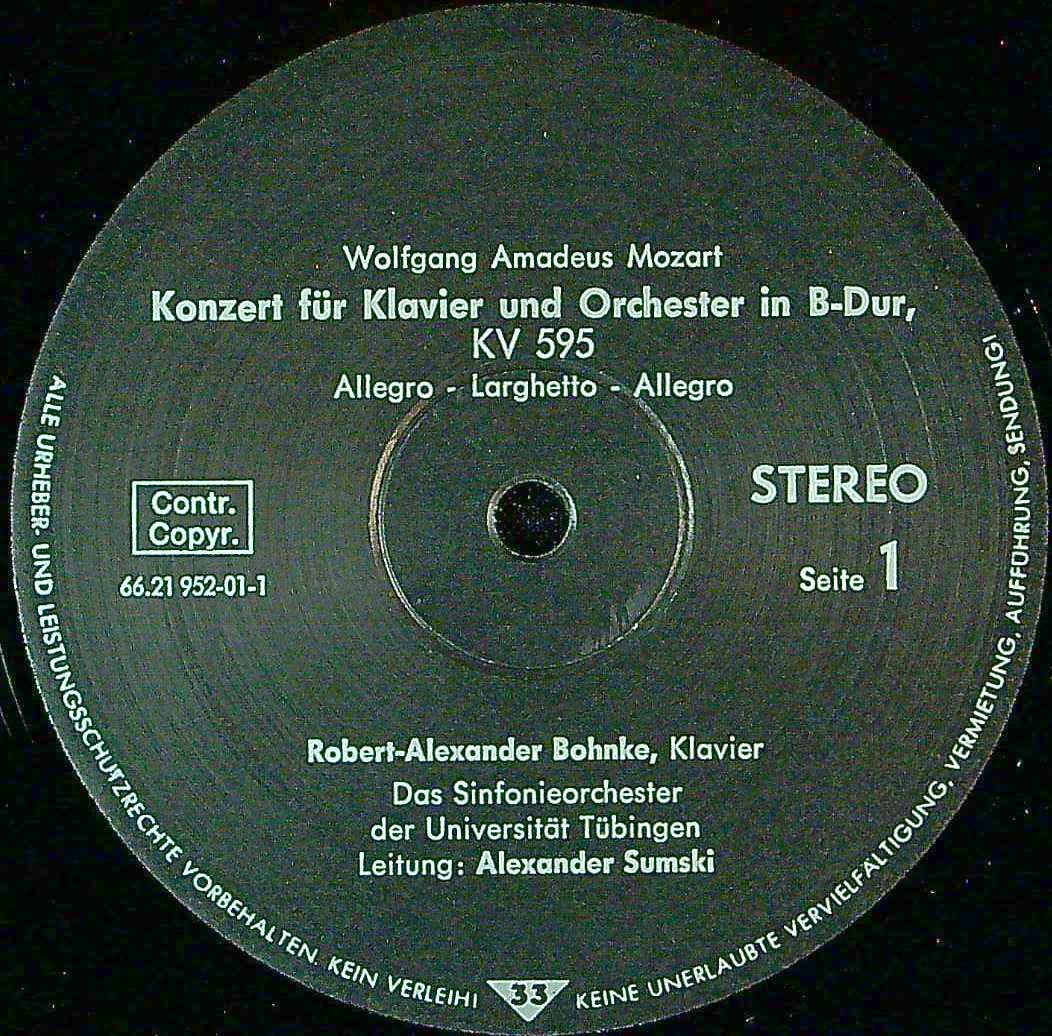 Wolfgang Amadeus Mozart
Konzert für Klavier und Orchester in B-Dur,
KV 595
Allegro - Larghetto - Allegro
Contr.
Copyr.
66.21 952-01-1
STEREO
Seite 1
Robert-Alexander Bohnke, Klavier
Das Sinfonieorchester
der Universität Tübingen
Leitung: Alexander Sumski
ALLE URHEBER- UND LEISTUNGSSCHUTZRECHTE VORBEHALTEN. KEIN VERLEIH!
33
KEINE UNERLAUBTE VERVIELFÄLTIGUNG, VERMIETUNG, AUFFÜHRUNG, SENDUNG!